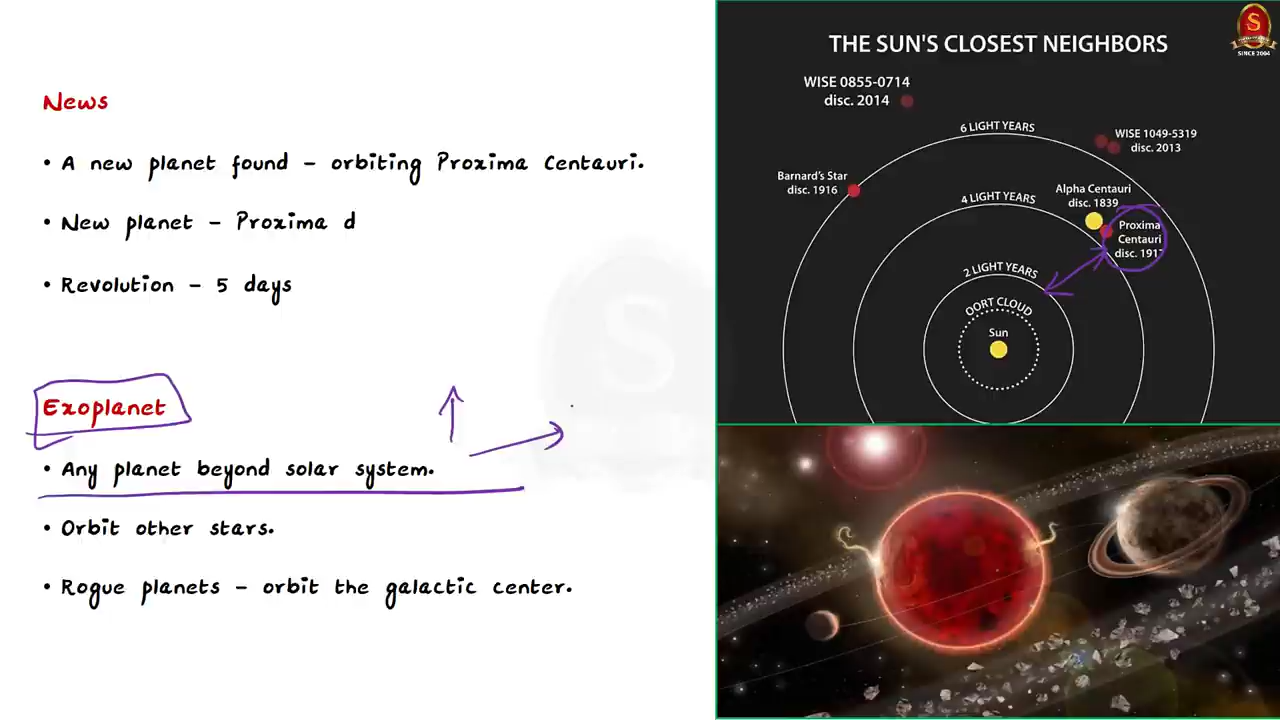 News
• A new planet found – orbiting Proxima Centauri.
• New planet – Proxima d
• Revolution – 5 days
Exoplanet
• Any planet beyond solar system.
• Orbit other stars.
• Rogue planets – orbit the galactic center.
THE SUN'S CLOSEST NEIGHBORS
WISE 0855-0714
disc. 2014
6 LIGHT YEARS
WISE 1049-5319
disc. 2013
Barnard's Star
disc. 1916
4 LIGHT YEARS
Alpha Centauri
disc. 1839
Proxima
Centauri
2 LIGHT YEARS
OORT CLOUD
Sun
S
SINCE 2004
S